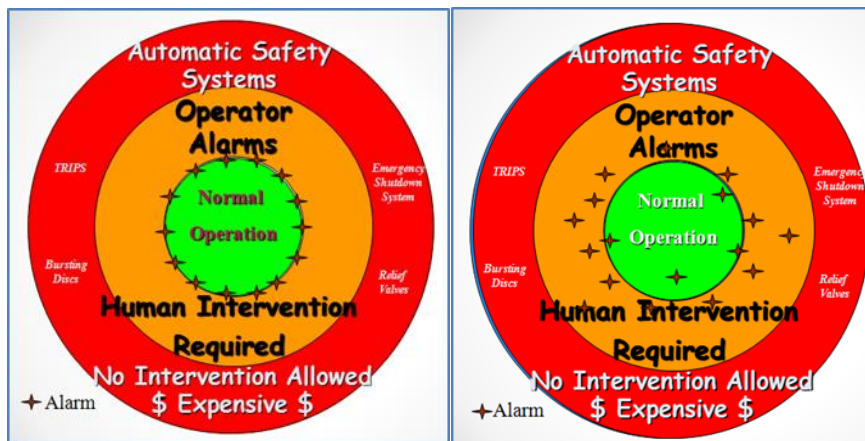 Automatic Safety
Systems
Operator
Alarms
TRIPS
Emergency
Shutdown
System
Normal
Operation
Bursting
Discs
Relief
Valves
Human Intervention
Required
No Intervention Allowed
$ Expensive $
Alarm
Automatic Safety
Systems
Operator
Alarms
TRIPS
Emergency
Shutdown
System
Normal
Operation
Bursting
Discs
Relief
Valves
Human Intervention
Required
No Intervention Allowed
$ Expensive $
Alarm